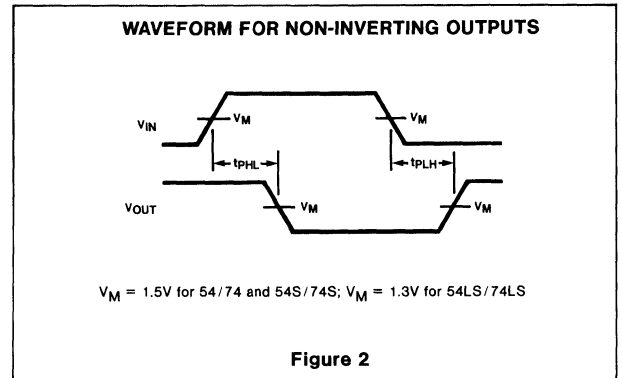 WAVEFORM FOR NON-INVERTING OUTPUTS
VIN
VM
VM
tPHL
tPLH
VOUT
VM
VM
VM = 1.5V for 54/74 and 54S/74S; VM = 1.3V for 54LS/74LS
Figure 2